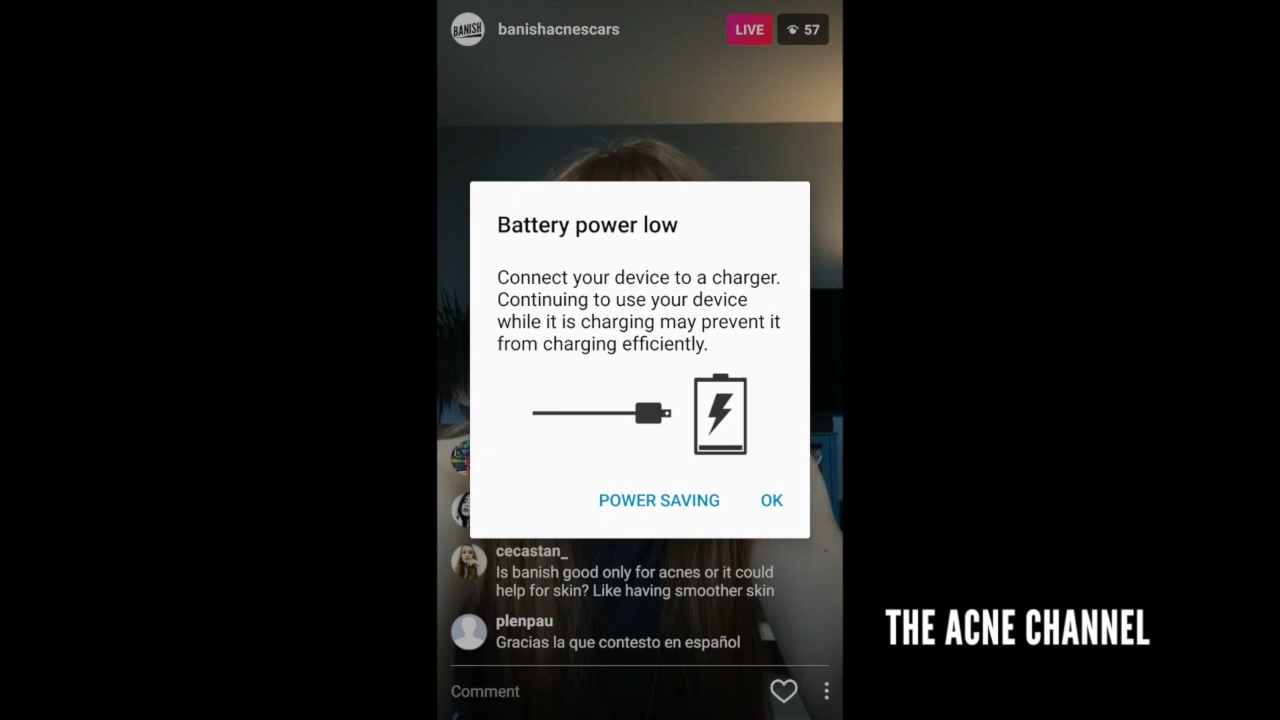 BANISH
banishacnescars
LIVE
57
Battery power low
Connect your device to a charger.
Continuing to use your device
while it is charging may prevent it
from charging efficiently.
POWER SAVING
OK
cecastan_
Is banish good only for acnes or it could
help for skin? Like having smoother skin
plenpau
Gracias la que contesto en español
THE ACNE CHANNEL
Comment